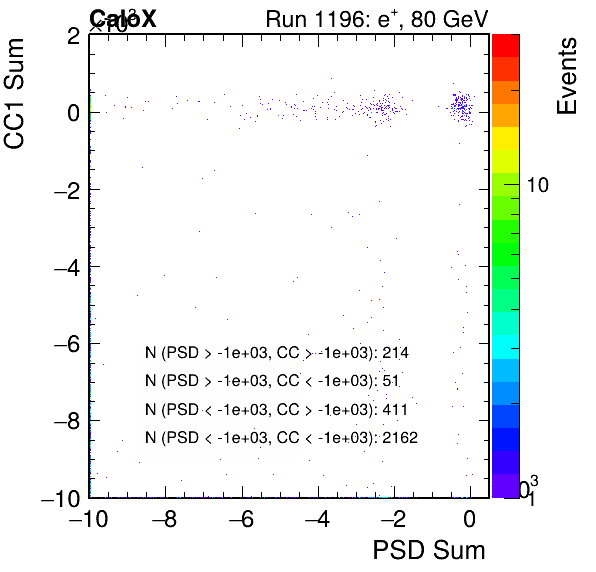 ×10³
CaloX
Run 1196: e⁺, 80 GeV
CC1 Sum
Events
2
0
−2
−4
−6
−8
−10
10
1
N (PSD > -1e+03, CC > -1e+03): 214
N (PSD > -1e+03, CC < -1e+03): 51
N (PSD < -1e+03, CC > -1e+03): 411
N (PSD < -1e+03, CC < -1e+03): 2162
−10
−8
−6
−4
−2
0
PSD Sum